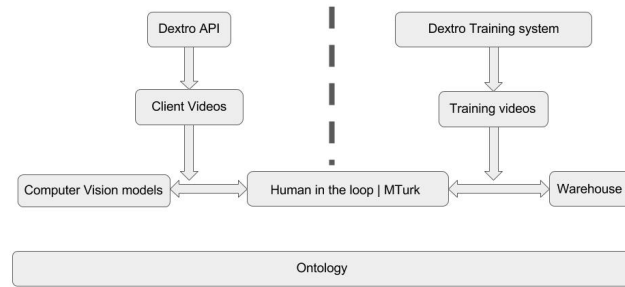 Dextro API
Dextro Training system
Client Videos
Training videos
Computer Vision models
Human in the loop | MTurk
Warehouse
Ontology